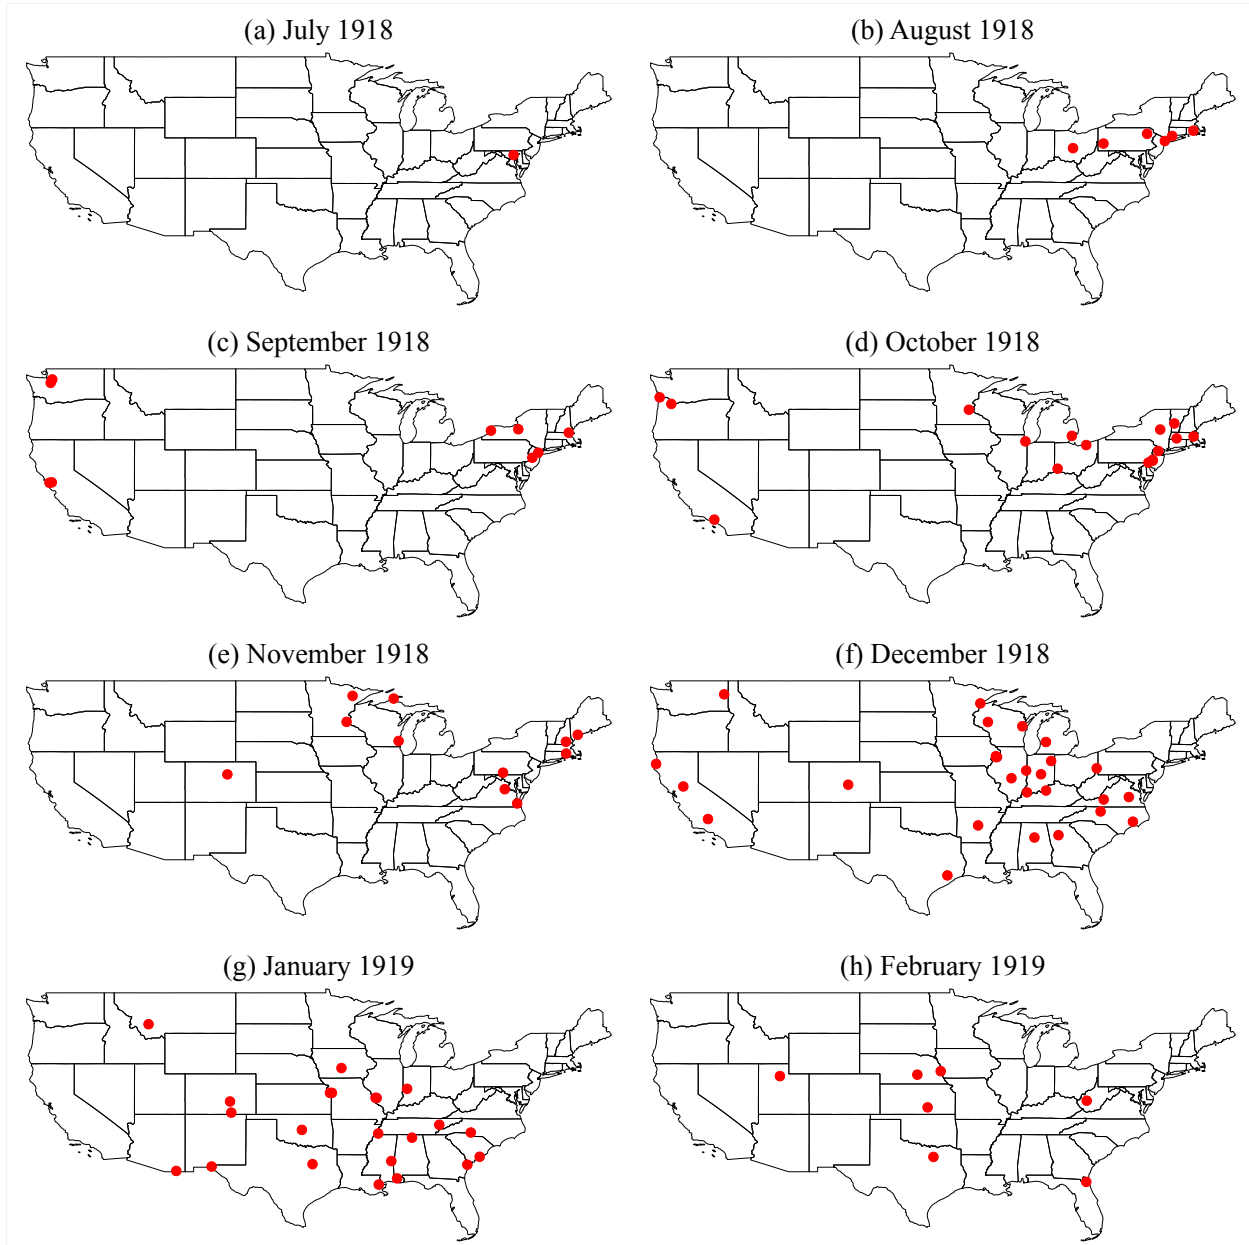 (a) July 1918
(b) August 1918
(c) September 1918
(d) October 1918
(e) November 1918
(f) December 1918
(g) January 1919
(h) February 1919